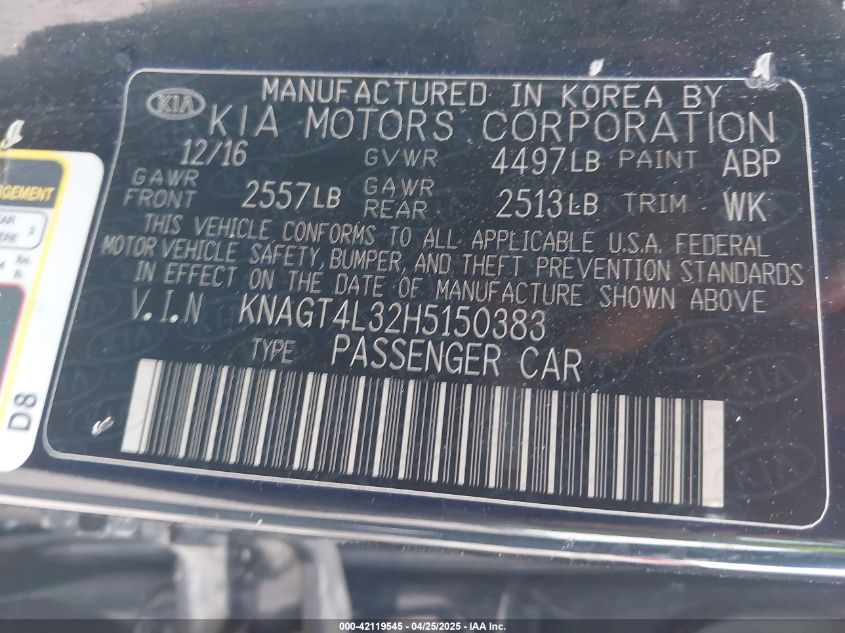 MANUFACTURED IN KOREA BY
KIA KIA MOTORS CORPORATION
12/16 GVWR 4497LB PAINT ABP
GAWR FRONT 2557LB GAWR REAR 2513LB TRIM WK
THIS VEHICLE CONFORMS TO ALL APPLICABLE U.S.A. FEDERAL
MOTOR VEHICLE SAFETY, BUMPER, AND THEFT PREVENTION STANDARDS
IN EFFECT ON THE DATE OF MANUFACTURE SHOWN ABOVE
V.I.N KNAGT4L32H5150383
TYPE PASSENGER CAR
D8
000-42119545 - 04/25/2025 - IAA Inc.